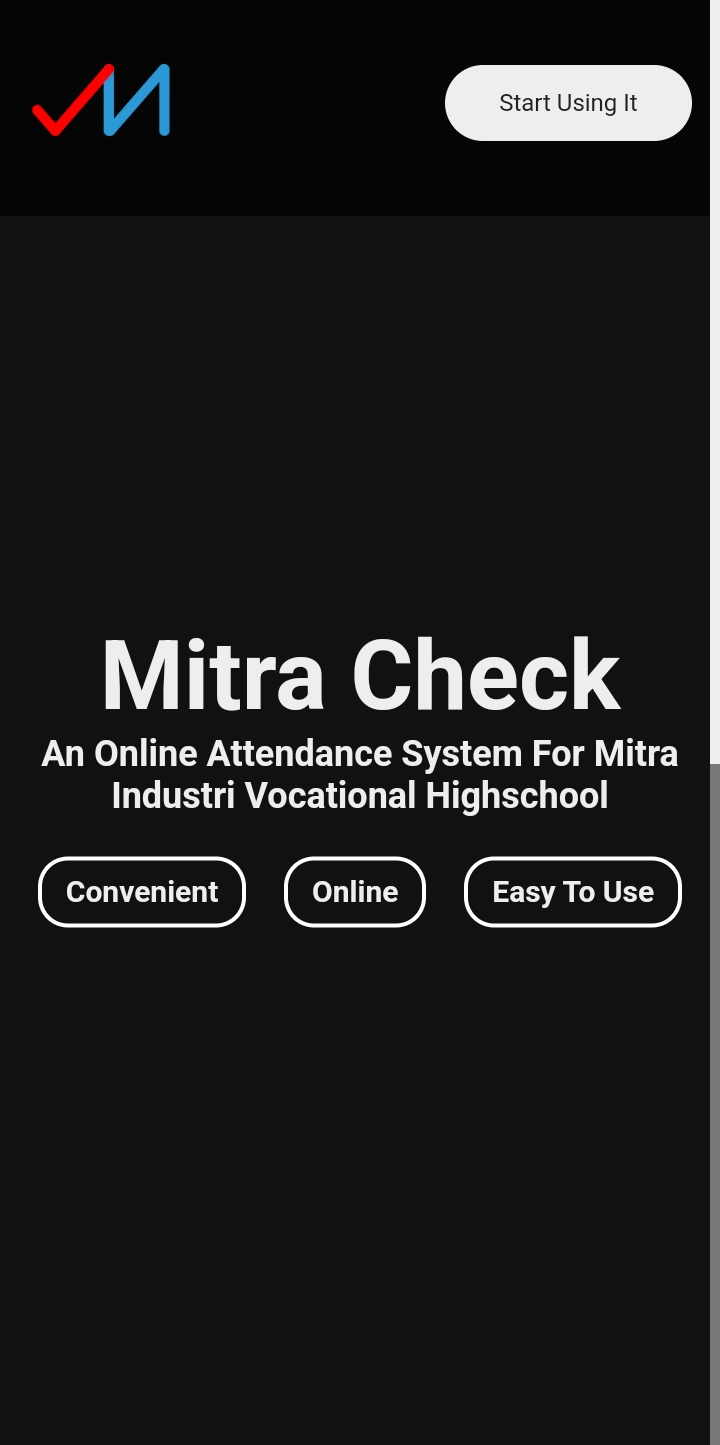 Start Using It
Mitra Check
An Online Attendance System For Mitra
Industri Vocational Highschool
Convenient
Online
Easy To Use